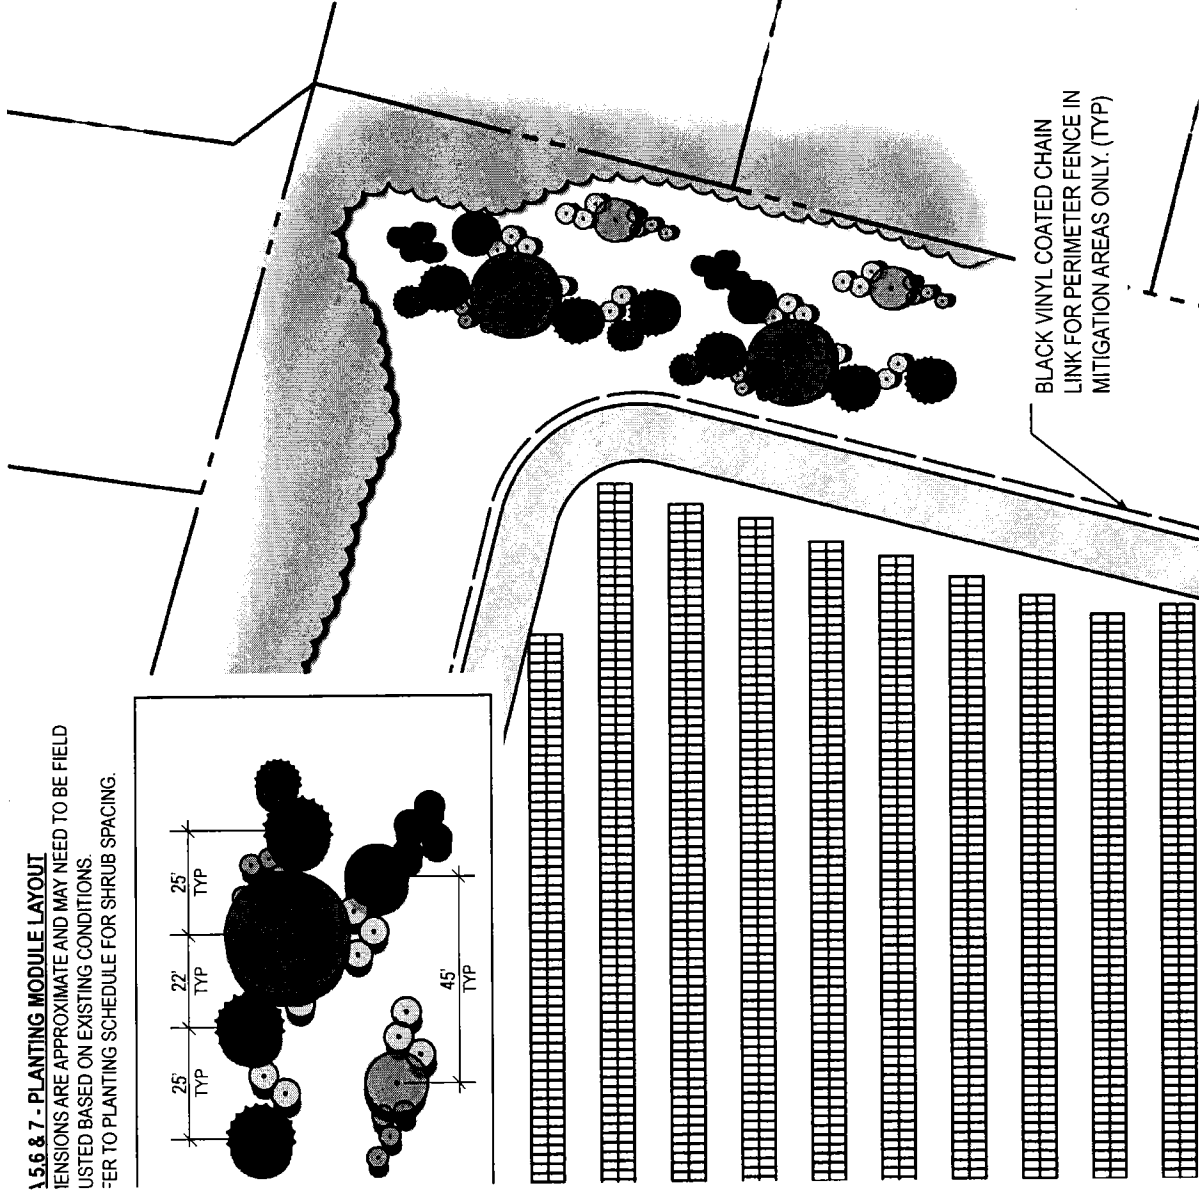 A 5,6 & 7 - PLANTING MODULE LAYOUT
IENSIONS ARE APPROXIMATE AND MAY NEED TO BE FIELD
USTED BASED ON EXISTING CONDITIONS.
FER TO PLANTING SCHEDULE FOR SHRUB SPACING.
25'
TYP
22'
TYP
25'
TYP
45'
TYP
BLACK VINYL COATED CHAIN
LINK FOR PERIMETER FENCE IN
MITIGATION AREAS ONLY. (TYP)